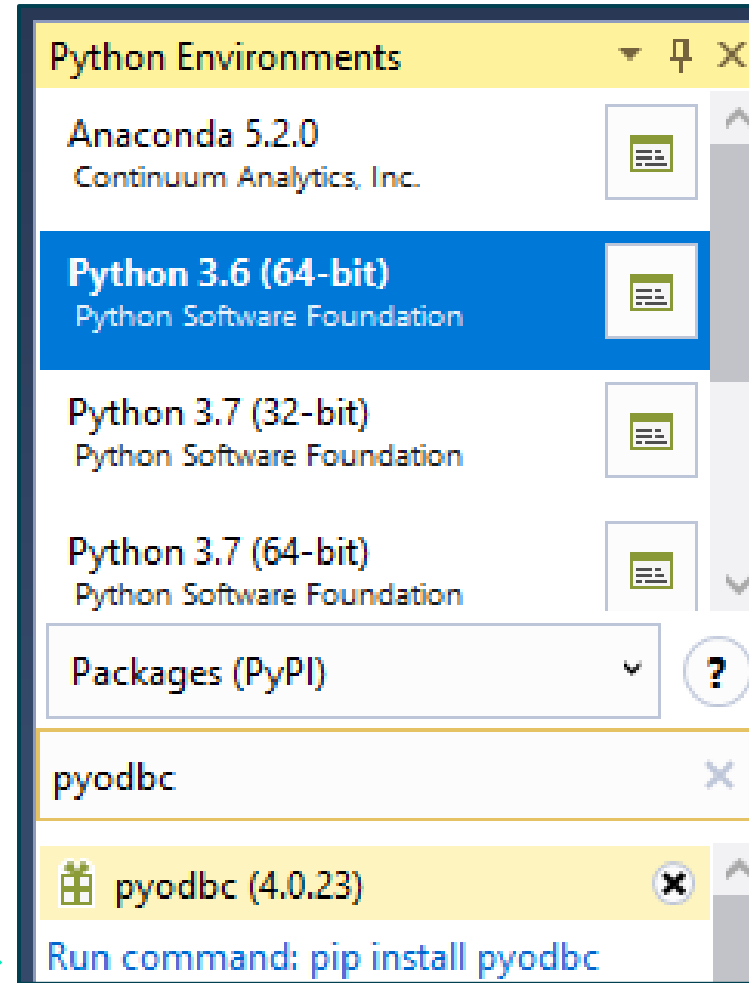 Python Environments
Anaconda 5.2.0
Continuum Analytics, Inc.
Python 3.6 (64-bit)
Python Software Foundation
Python 3.7 (32-bit)
Python Software Foundation
Python 3.7 (64-bit)
Python Software Foundation
Packages (PyPI)
?
pyodbc
pyodbc (4.0.23)
Run command: pip install pyodbc